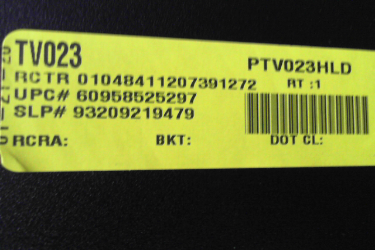 TV023
PTV023HLD
RCTR 01048411207391272 RT :1
UPC# 60958525297
SLP# 93209219479
RCRA: BKT: DOT CL: